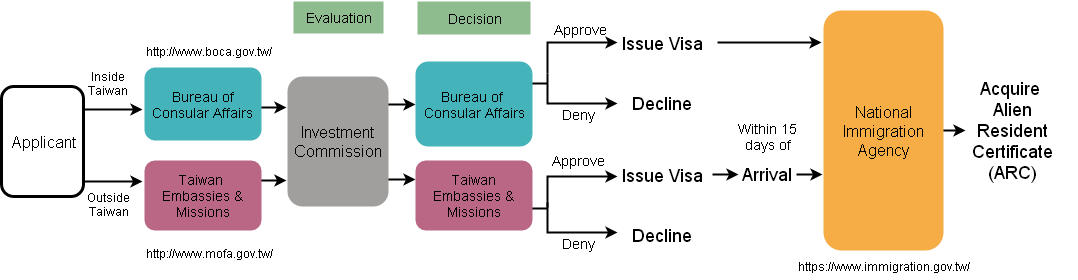 Evaluation
Decision
http://www.boca.gov.tw/
Applicant
Inside
Taiwan
Outside
Taiwan
Bureau of
Consular Affairs
Taiwan
Embassies &
Missions
http://www.mofa.gov.tw/
Investment
Commission
Bureau of
Consular Affairs
Taiwan
Embassies &
Missions
Approve
Issue Visa
Deny
Decline
Approve
Issue Visa
Deny
Decline
Within 15
days of
Arrival
National
Immigration
Agency
https://www.immigration.gov.tw/
Acquire
Alien
Resident
Certificate
(ARC)